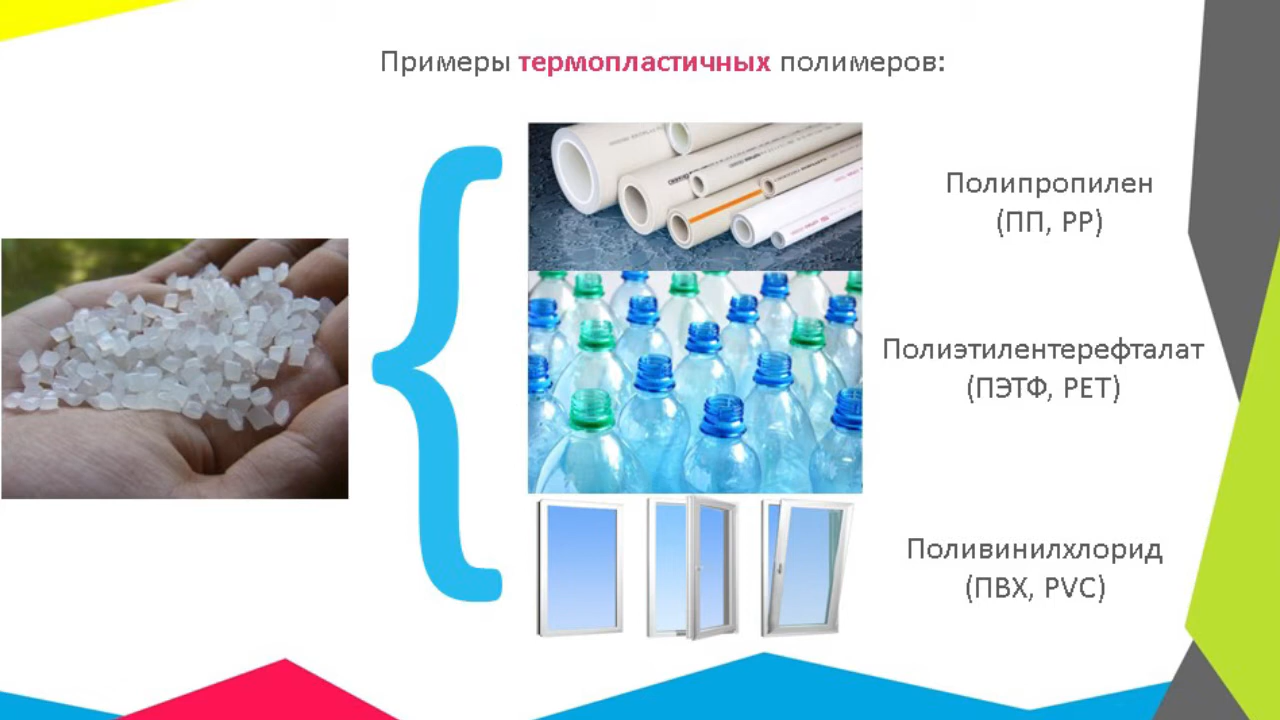 Примеры термопластичных полимеров:
Полипропилен
(ПП, PP)
Полиэтилентерефталат
(ПЭТФ, PET)
Поливинилхлорид
(ПВХ, PVC)